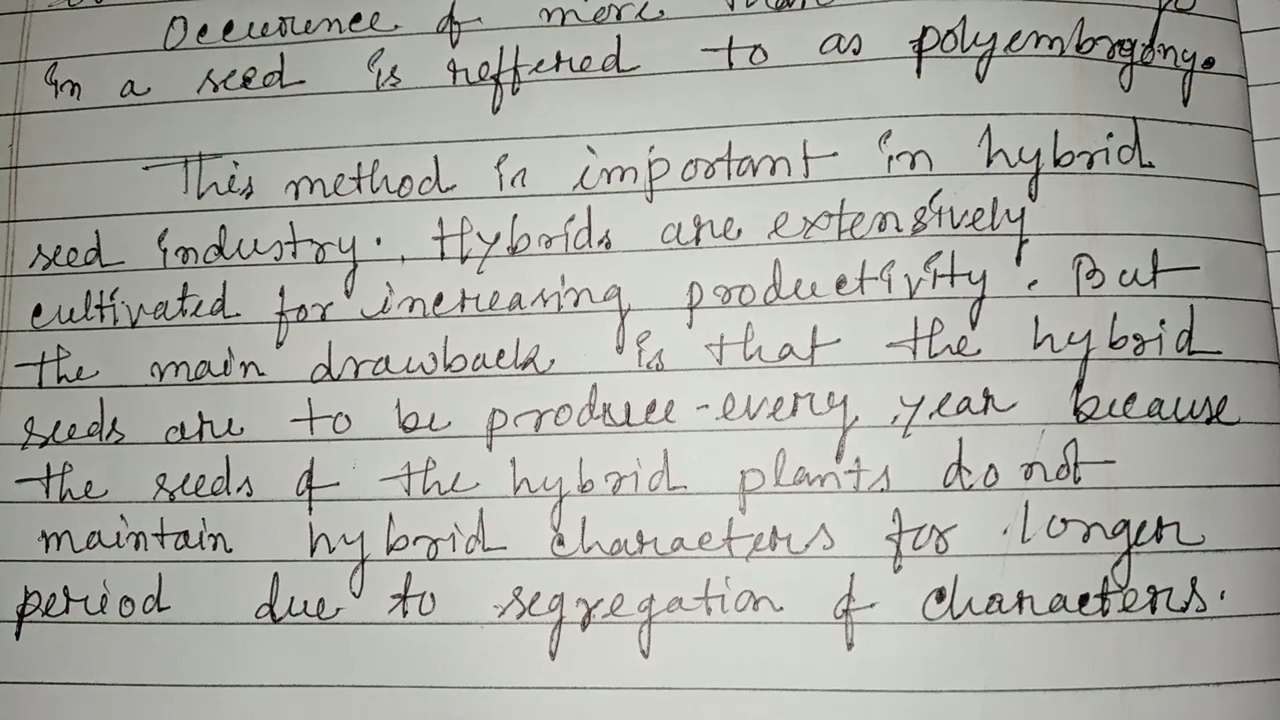 Occurence of more than
in a seed is reffered to as polyembryony.
This method is important in hybrid
seed industry. Hybrids are extensively
cultivated for increasing productivity. But
the main drawback is that the hybrid
seeds are to be produce every year because
the seeds of the hybrid plants do not
maintain hybrid characters for longer
period due to segregation of characters.